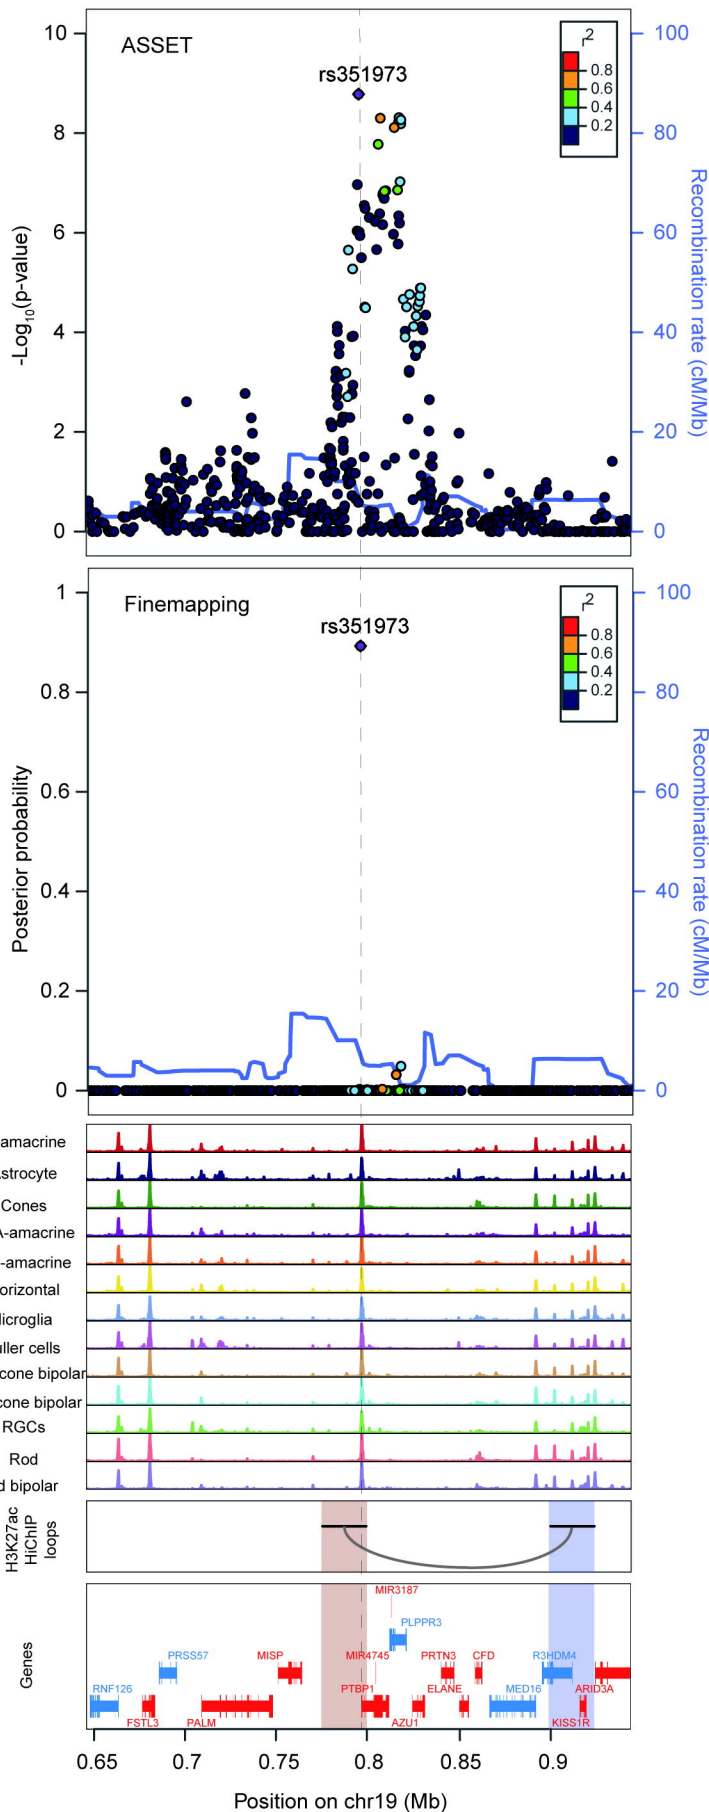 ASSET
rs351973
r2
0.8
0.6
0.4
0.2
10
8
6
4
2
0
-Log10(p-value)
100
80
60
40
20
0
Recombination rate (cM/Mb)
Finemapping
rs351973
r2
0.8
0.6
0.4
0.2
1
0.8
0.6
0.4
0.2
0
Posterior probability
100
80
60
40
20
0
Recombination rate (cM/Mb)
amacrine
strocyte
Cones
A-amacrine
-amacrine
orizontal
icroglia
uller cells
cone bipolar
cone bipolar
RGCs
Rod
d bipolar
H3K27ac
HiChIP
loops
Genes
MIR3187
PLPPR3
PRSS57
MISP
MIR4745
PRTN3
CFD
R3HDM4
RNF126
PTBP1
ELANE
MED16
ARID3A
FSTL3
PALM
AZU1
KISS1R
0.65
0.7
0.75
0.8
0.85
0.9
Position on chr19 (Mb)